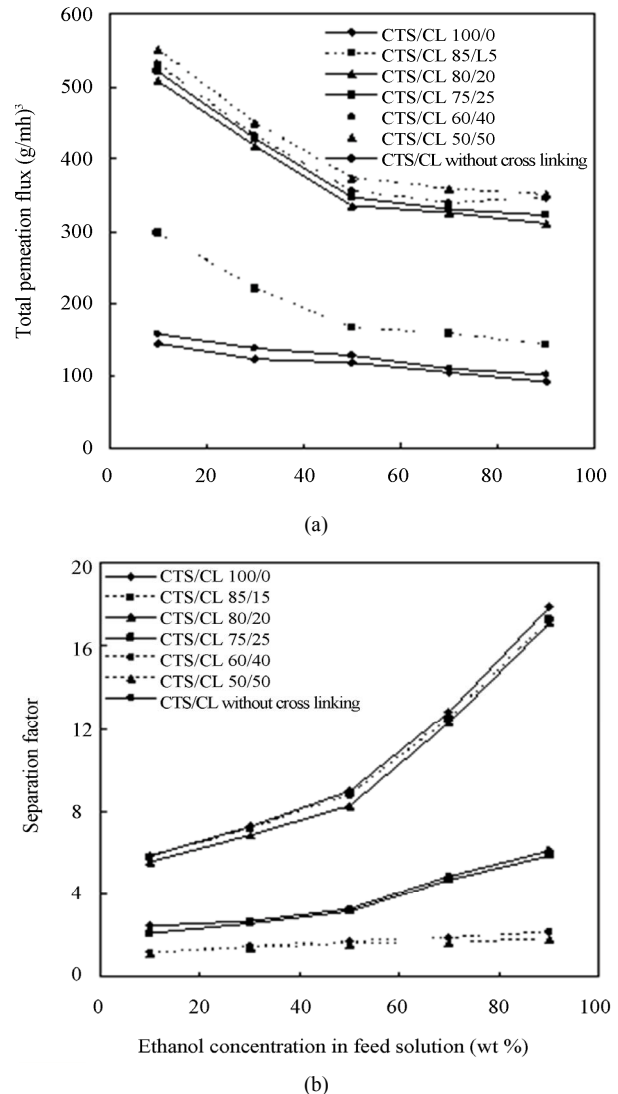 600
500
400
300
200
100
0
Total pemeation flux (g/mh)³
CTS/CL 100/0
CTS/CL 85/L5
CTS/CL 80/20
CTS/CL 75/25
CTS/CL 60/40
CTS/CL 50/50
CTS/CL without cross linking
0 20 40 60 80 100
(a)
20
16
12
8
4
0
Separation factor
CTS/CL 100/0
CTS/CL 85/15
CTS/CL 80/20
CTS/CL 75/25
CTS/CL 60/40
CTS/CL 50/50
CTS/CL without cross linking
0 20 40 60 80 100
Ethanol concentration in feed solution (wt %)
(b)